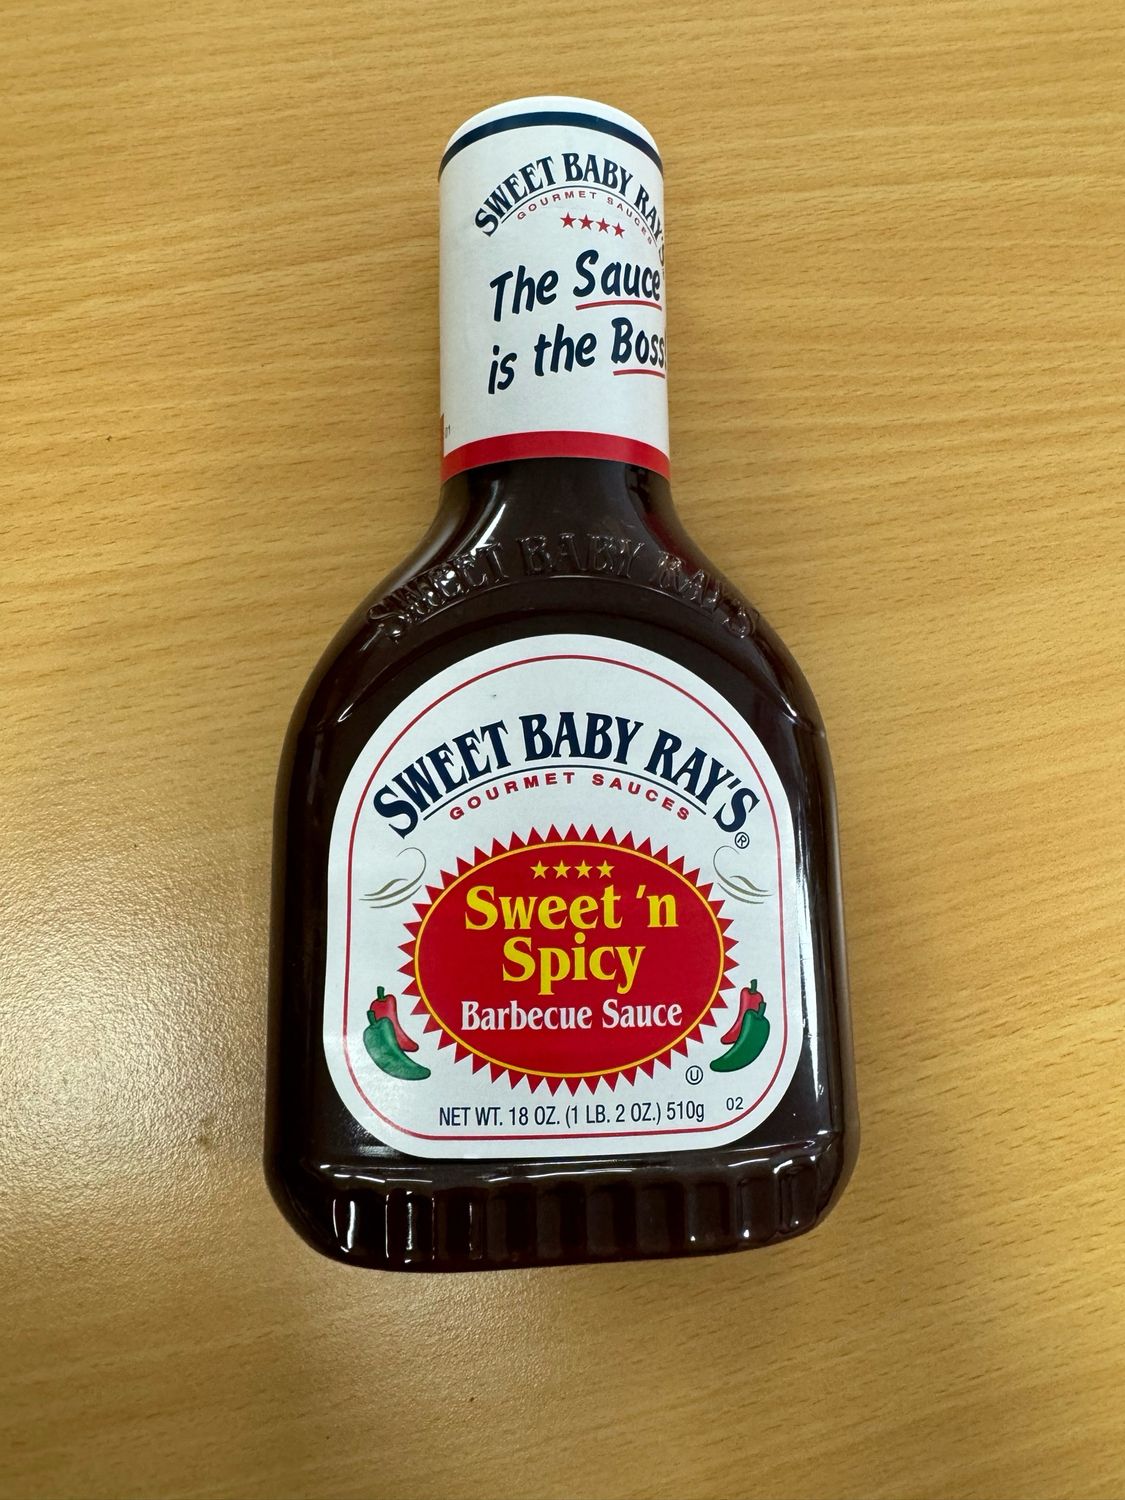 SWEET BABY RAY'S
GOURMET SAUCES
The Sauce
is the Boss!
01
SWEET BABY RAY'S
SWEET BABY RAY'S®
GOURMET SAUCES
Sweet 'n
Spicy
Barbecue Sauce
U
NET WT. 18 OZ. (1 LB. 2 OZ.) 510g 02